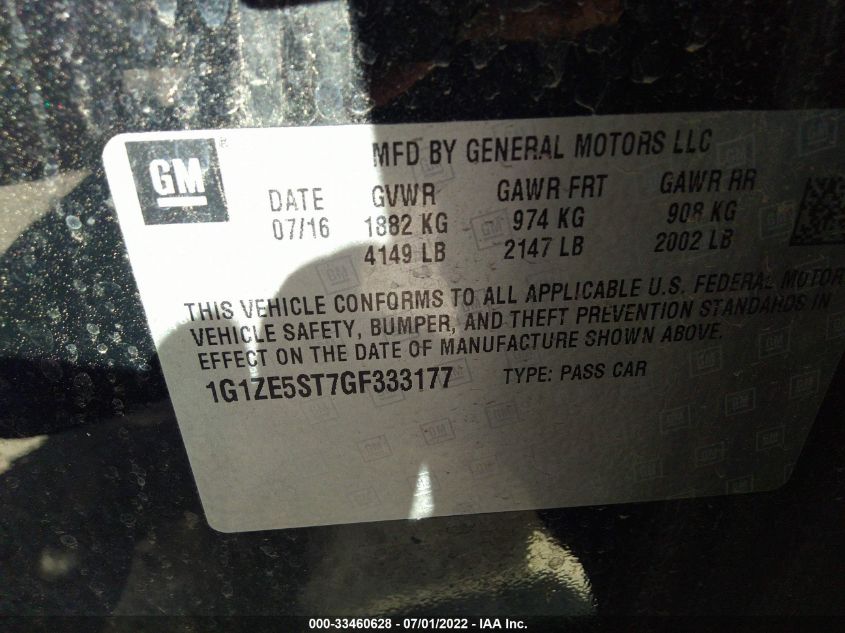 GM ® MFD BY GENERAL MOTORS LLC
DATE GVWR GAWR FRT GAWR RR
07/16 1882 KG 974 KG 908 KG
4149 LB 2147 LB 2002 LB
THIS VEHICLE CONFORMS TO ALL APPLICABLE U.S. FEDERAL MOTOR
VEHICLE SAFETY, BUMPER, AND THEFT PREVENTION STANDARDS IN
EFFECT ON THE DATE OF MANUFACTURE SHOWN ABOVE.
1G1ZE5ST7GF333177 TYPE: PASS CAR
000-33460628 - 07/01/2022 - IAA Inc.